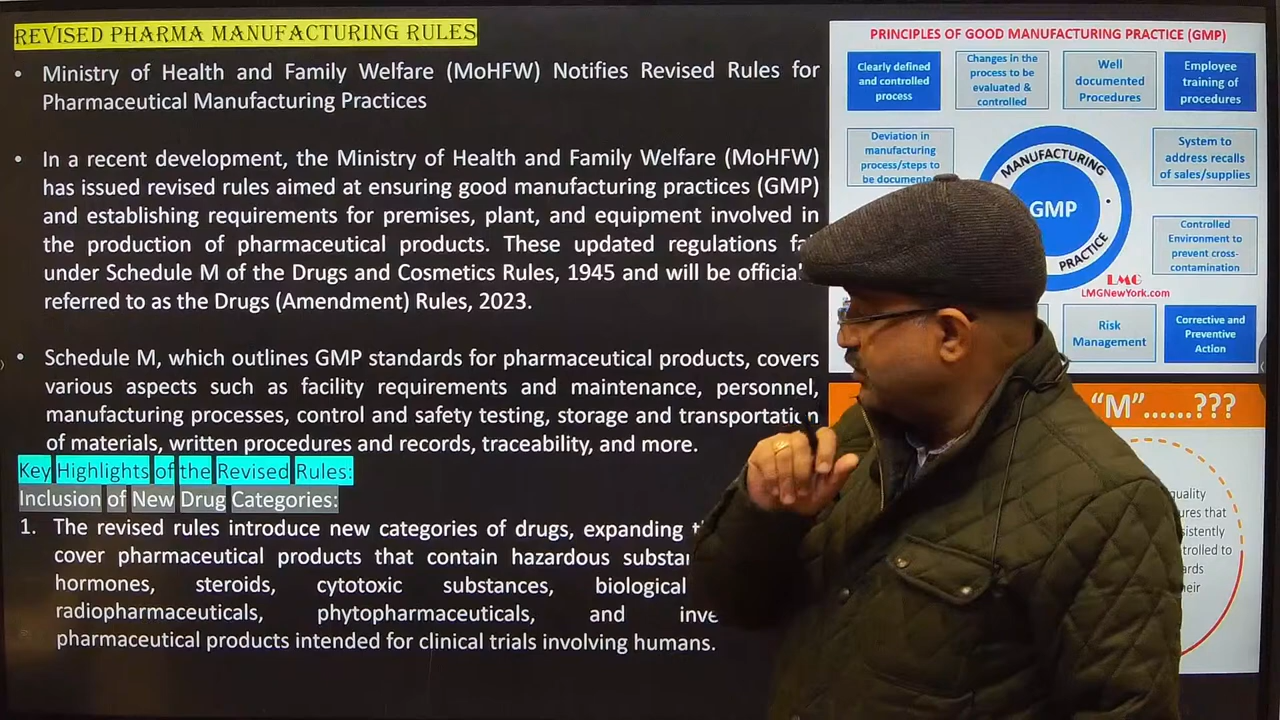 REVISED PHARMA MANUFACTURING RULES
• Ministry of Health and Family Welfare (MoHFW) Notifies Revised Rules for
Pharmaceutical Manufacturing Practices
• In a recent development, the Ministry of Health and Family Welfare (MoHFW)
has issued revised rules aimed at ensuring good manufacturing practices (GMP)
and establishing requirements for premises, plant, and equipment involved in
the production of pharmaceutical products. These updated regulations
under Schedule M of the Drugs and Cosmetics Rules, 1945 and will be
referred to as the Drugs (Amendment) Rules, 2023.
• Schedule M, which outlines GMP standards for pharmaceutical products, covers
various aspects such as facility requirements and maintenance, personnel,
manufacturing processes, control and safety testing, storage and transportation
of materials, written procedures and records, traceability, and more.
Key Highlights of the Revised Rules:
Inclusion of New Drug Categories:
1. The revised rules introduce new categories of drugs, expanding
cover pharmaceutical products that contain hazardous
hormones, steroids, cytotoxic substances, biological
radiopharmaceuticals, phytopharmaceuticals, and
pharmaceutical products intended for clinical trials involving humans.
PRINCIPLES OF GOOD MANUFACTURING PRACTICE (GMP)
Clearly defined
and controlled
process
Changes in the
process to be
evaluated &
controlled
Well
documented
Procedures
Employee
training of
procedures
Deviation in
manufacturing
process/steps to
be
MANUFACTURING
GMP
PRACTICE
System to
address recalls
of sales/supplies
Controlled
Environment to
prevent cross-
contamination
LMG
LMGNewYork.com
Risk
Management
Corrective and
Preventive
Action
“M”......???
quality
that